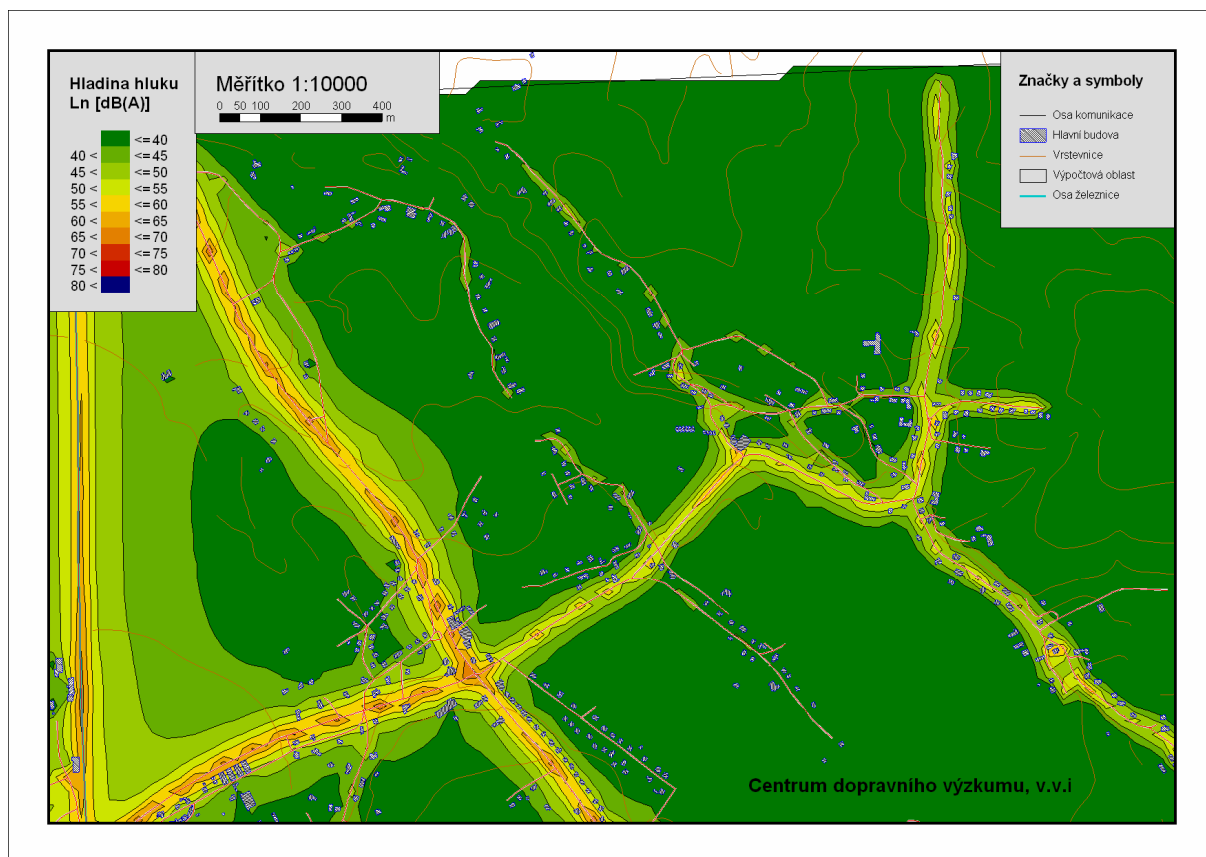 Hladina hluku
Ln [dB(A)]
<=40
40 < <=45
45 < <=50
50 < <=55
55 < <=60
60 < <=65
65 < <=70
70 < <=75
75 < <=80
80 <
Měřítko 1:10000
0 50 100 200 300 400
m
Značky a symboly
Osa komunikace
Hlavní budova
Vrstevnice
Výpočtová oblast
Osa železnice
Centrum dopravního výzkumu, v.v.i